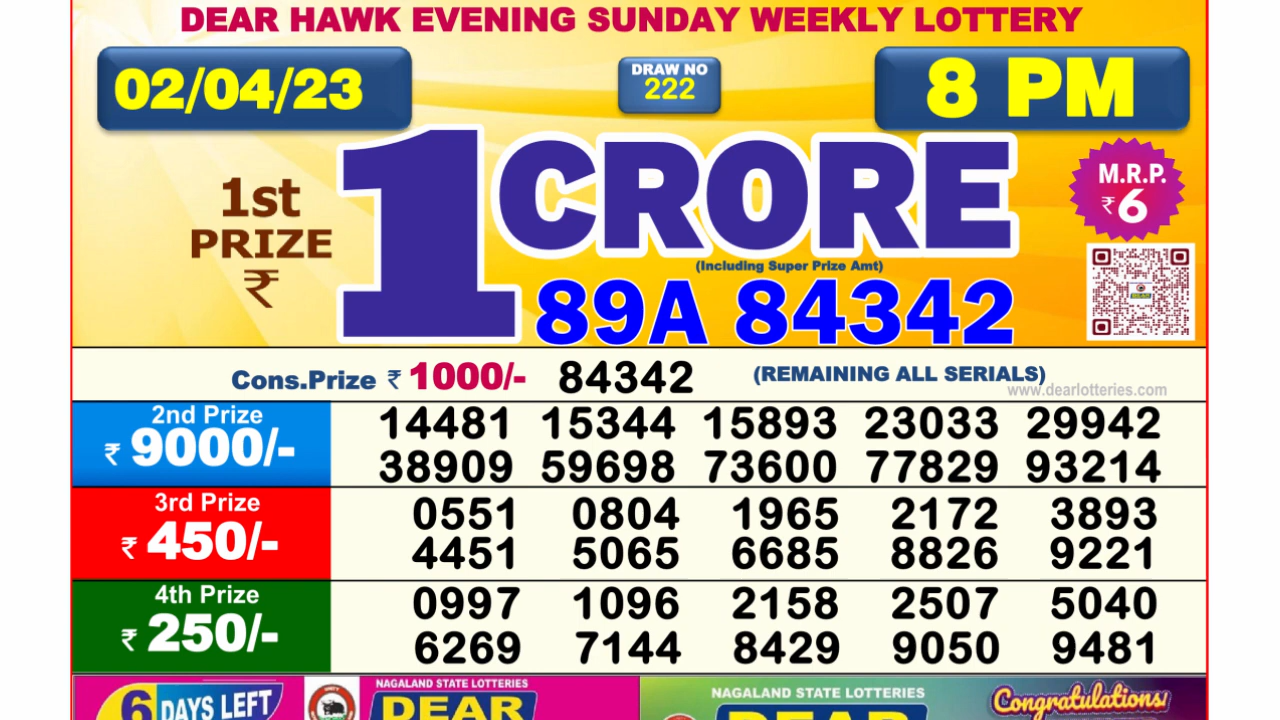 DEAR HAWK EVENING SUNDAY WEEKLY LOTTERY
02/04/23
DRAW NO
222
8 PM
1st
PRIZE
₹
1 CRORE
(Including Super Prize Amt)
M.R.P.
₹ 6
89A 84342
Cons.Prize ₹ 1000/- 84342 (REMAINING ALL SERIALS)
www.dearlotteries.com
2nd Prize
₹ 9000/-
14481 15344 15893 23033 29942
38909 59698 73600 77829 93214
3rd Prize
₹ 450/-
0551 0804 1965 2172 3893
4451 5065 6685 8826 9221
4th Prize
₹ 250/-
0997 1096 2158 2507 5040
6269 7144 8429 9050 9481
6 DAYS LEFT
NAGALAND STATE LOTTERIES
DEAR
NAGALAND STATE LOTTERIES
DEAR
Congratulations!